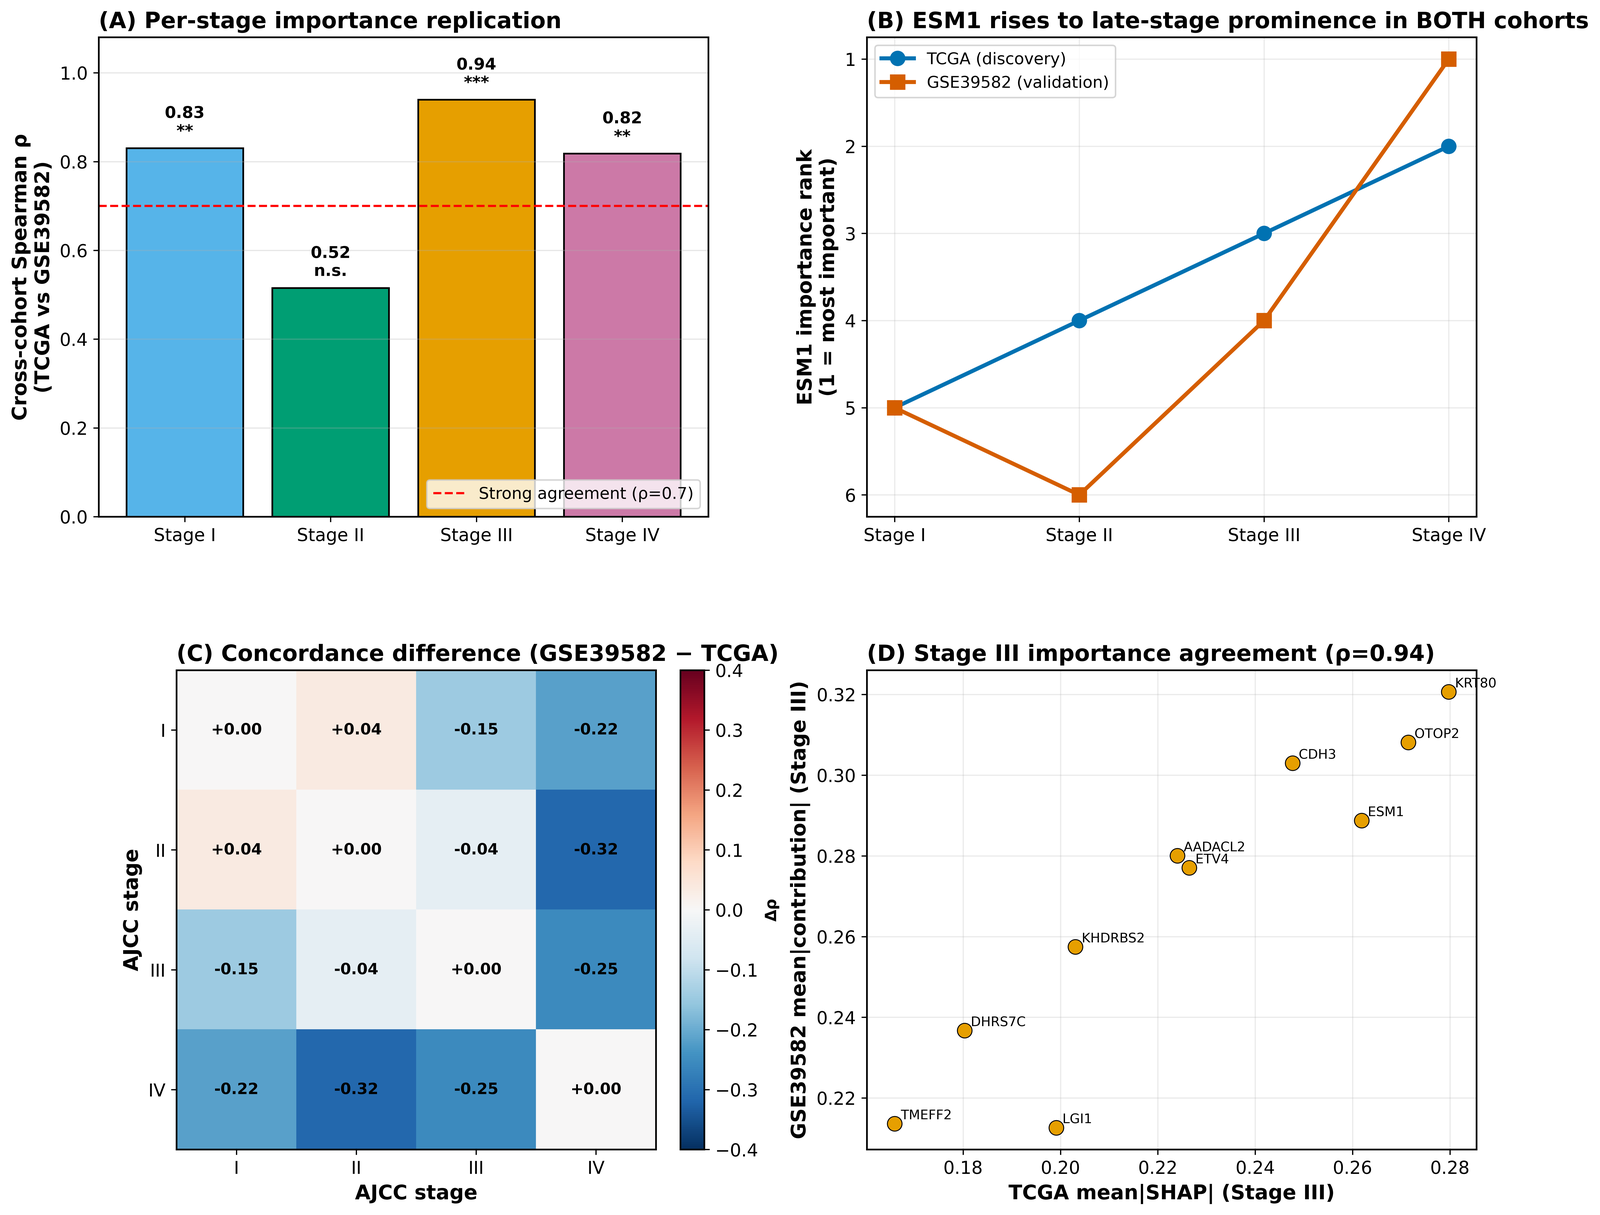 (A) Per-stage importance replication
Cross-cohort Spearman ρ
(TCGA vs GSE39582)
1.0
0.8
0.6
0.4
0.2
0.0
0.83
**
0.52
n.s.
0.94
***
0.82
**
Strong agreement (ρ=0.7)
Stage I
Stage II
Stage III
Stage IV
(B) ESM1 rises to late-stage prominence in BOTH cohorts
ESM1 importance rank
(1 = most important)
1
2
3
4
5
6
TCGA (discovery)
GSE39582 (validation)
Stage I
Stage II
Stage III
Stage IV
(C) Concordance difference (GSE39582 − TCGA)
AJCC stage
I
II
III
IV
+0.00
+0.04
-0.15
-0.22
+0.04
+0.00
-0.04
-0.32
-0.15
-0.04
+0.00
-0.25
-0.22
-0.32
-0.25
+0.00
I
II
III
IV
AJCC stage
0.4
0.3
0.2
0.1
0.0
−0.1
−0.2
−0.3
−0.4
Δρ
(D) Stage III importance agreement (ρ=0.94)
GSE39582 mean|contribution| (Stage III)
0.32
0.30
0.28
0.26
0.24
0.22
KRT80
OTOP2
CDH3
ESM1
AADACL2
ETV4
KHDRBS2
DHRS7C
TMEFF2
LGI1
0.18
0.20
0.22
0.24
0.26
0.28
TCGA mean|SHAP| (Stage III)